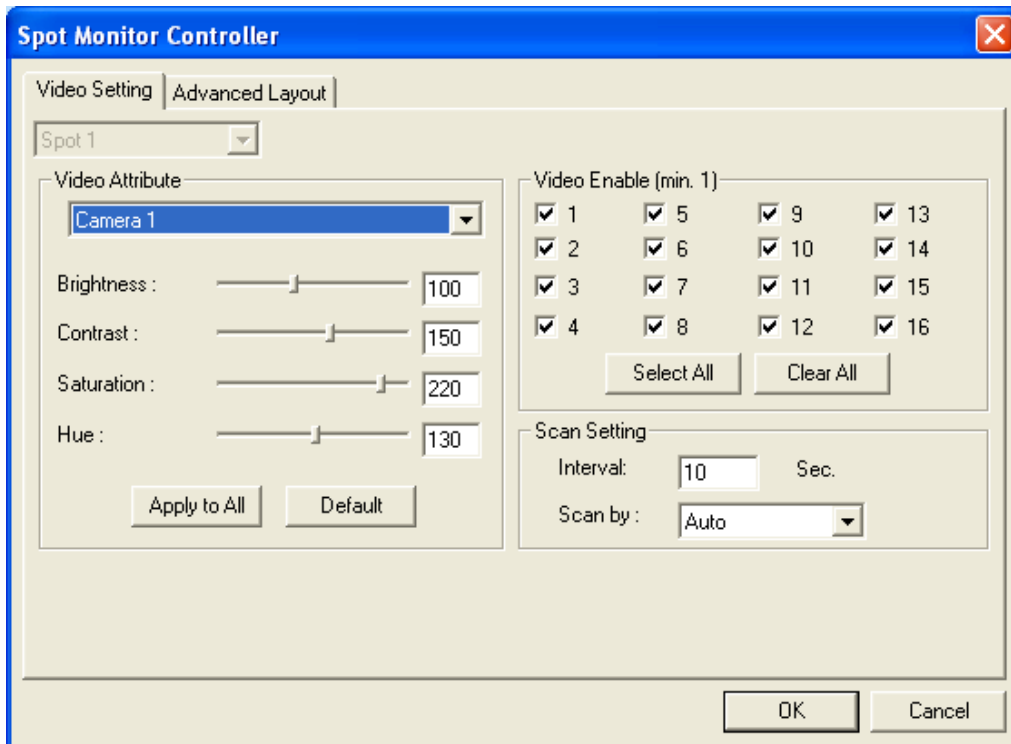 Spot Monitor Controller
Video Setting Advanced Layout
Spot 1
Video Attribute
Camera 1
Brightness : 100
Contrast : 150
Saturation : 220
Hue : 130
Apply to All Default
Video Enable (min. 1)
1 5 9 13
2 6 10 14
3 7 11 15
4 8 12 16
Select All Clear All
Scan Setting
Interval: 10 Sec.
Scan by : Auto
OK Cancel